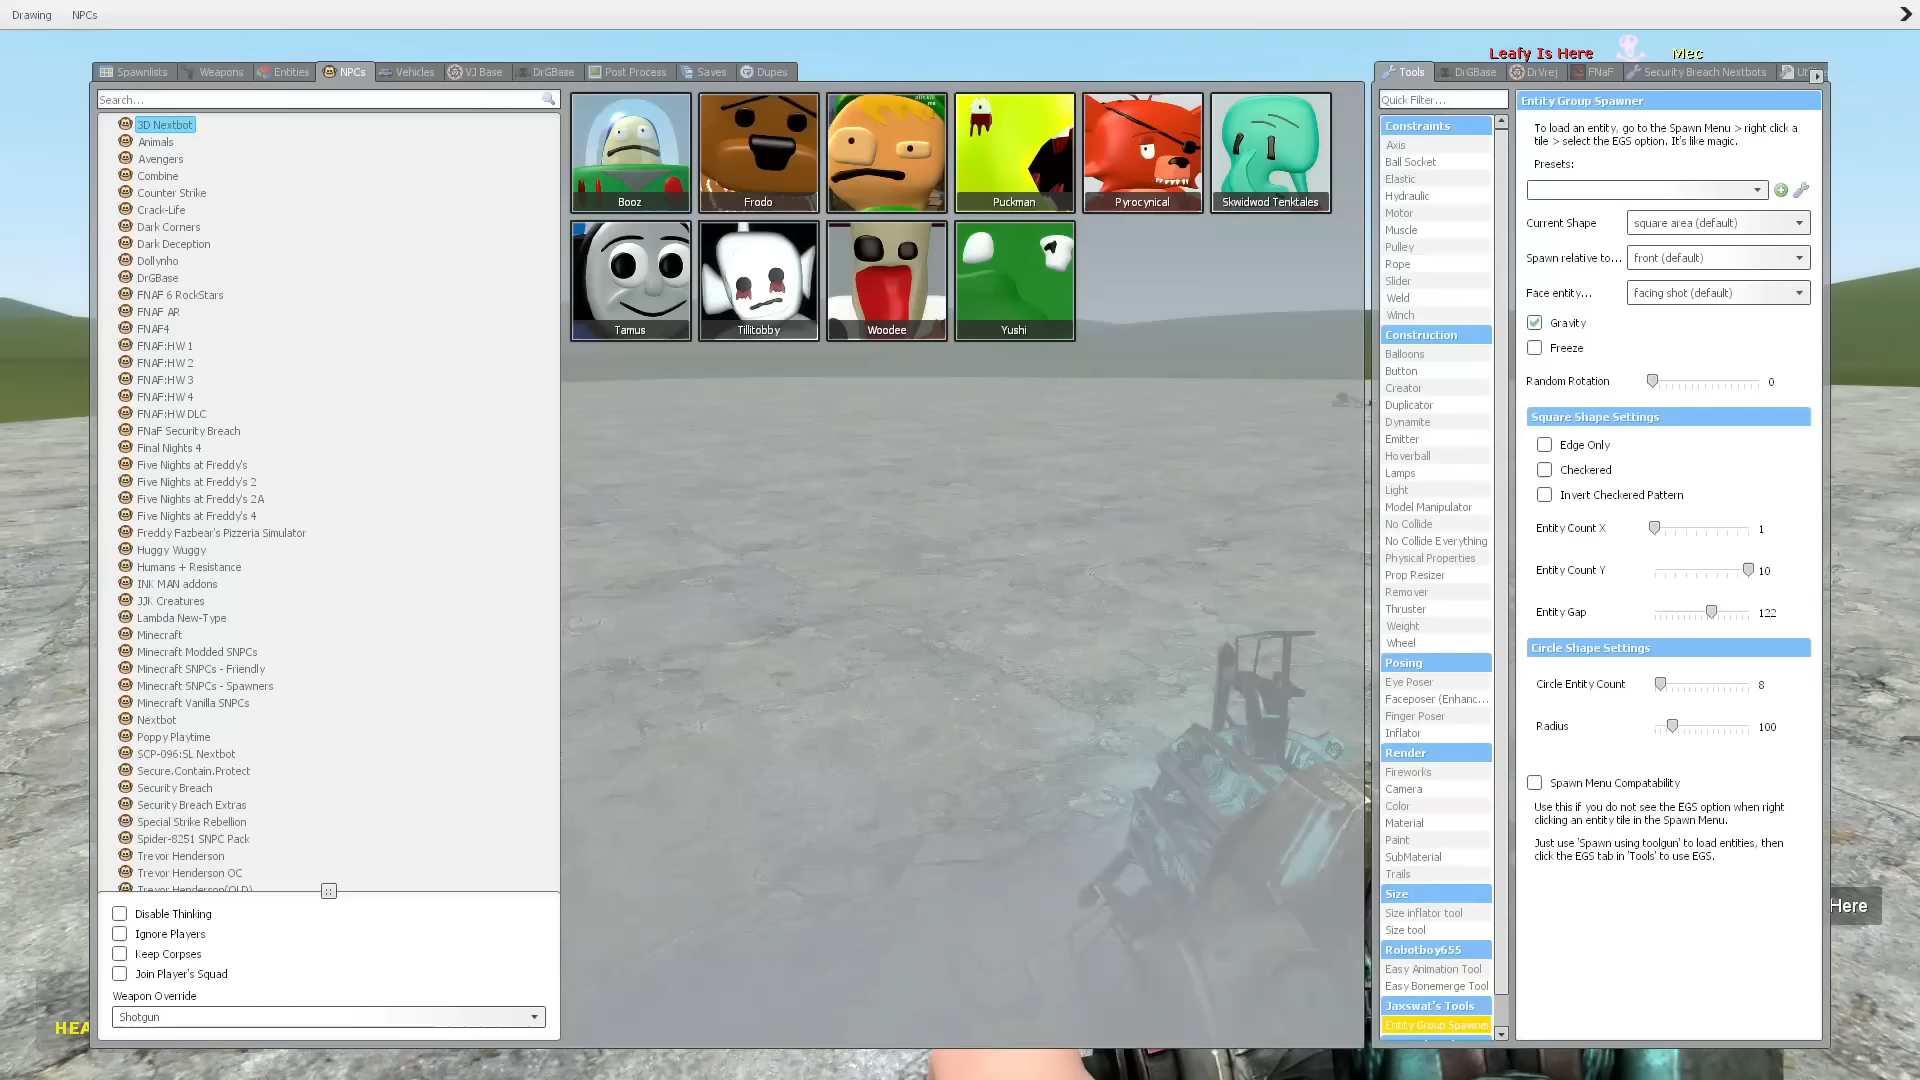 Drawing NPCs
Leafy Is Here Mec
Spawnlists Weapons Entities NPCs Vehicles VJ Base DrGBase Post Process Saves Dupes
Tools DrGBase DrVrej FNaF Security Breach Nextbots
Search...
3D Nextbot
Animals
Avengers
Combine
Counter Strike
Crack-Life
Dark Corners
Dark Deception
Dollynho
DrGBase
FNAF 6 RockStars
FNAF AR
FNAF4
FNAF:HW 1
FNAF:HW 2
FNAF:HW 3
FNAF:HW 4
FNAF:HW DLC
FNaF Security Breach
Final Nights 4
Five Nights at Freddy's
Five Nights at Freddy's 2
Five Nights at Freddy's 2A
Five Nights at Freddy's 4
Freddy Fazbear's Pizzeria Simulator
Huggy Wuggy
Humans + Resistance
INK MAN addons
JJK Creatures
Lambda New-Type
Minecraft
Minecraft Modded SNPCs
Minecraft SNPCs - Friendly
Minecraft SNPCs - Spawners
Minecraft Vanilla SNPCs
Nextbot
Poppy Playtime
SCP-096:SL Nextbot
Secure.Contain.Protect
Security Breach
Security Breach Extras
Special Strike Rebellion
Spider-8251 SNPC Pack
Trevor Henderson
Trevor Henderson OC
Trevor Henderson(OLD)
Disable Thinking
Ignore Players
Keep Corpses
Join Player's Squad
Weapon Override
Shotgun
HEA
Booz
Frodo
Puckman
Pyrocynical
Skwidwod Tenktales
Tamus
Tillitobby
Woodee
Yushi
Quick Filter...
Constraints
Axis
Ball Socket
Elastic
Hydraulic
Motor
Muscle
Pulley
Rope
Slider
Weld
Winch
Construction
Balloons
Button
Creator
Duplicator
Dynamite
Emitter
Hoverball
Lamps
Light
Model Manipulator
No Collide
No Collide Everything
Physical Properties
Prop Resizer
Remover
Thruster
Weight
Wheel
Posing
Eye Poser
Faceposer (Enhanc...
Finger Poser
Inflator
Render
Fireworks
Camera
Color
Material
Paint
SubMaterial
Trails
Size
Size inflator tool
Size tool
Robotboy655
Easy Animation Tool
Easy Bonemerge Tool
Jaxswat's Tools
Entity Group Spawner
Entity Group Spawner
To load an entity, go to the Spawn Menu > right click a
tile > select the EGS option. It's like magic.
Presets:
Current Shape square area (default)
Spawn relative to... front (default)
Face entity... facing shot (default)
Gravity
Freeze
Random Rotation 0
Square Shape Settings
Edge Only
Checkered
Invert Checkered Pattern
Entity Count X 1
Entity Count Y 10
Entity Gap 122
Circle Shape Settings
Circle Entity Count 8
Radius 100
Spawn Menu Compatability
Use this if you do not see the EGS option when right
clicking an entity tile in the Spawn Menu.
Just use 'Spawn using toolgun' to load entities, then
click the EGS tab in 'Tools' to use EGS.
Here